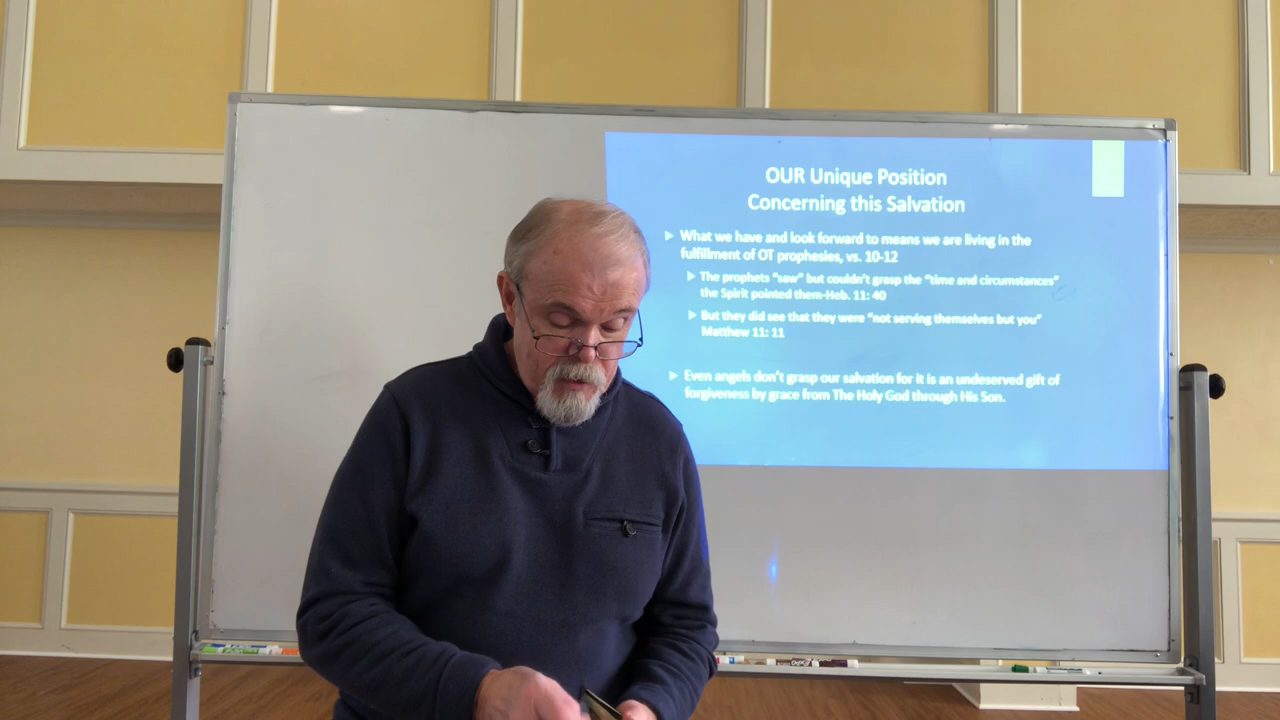 OUR Unique Position
Concerning this Salvation
What we have and look forward to means we are living in the
fulfillment of OT prophesies, vs. 10-12
The prophets "saw" but couldn't grasp the "time and circumstances"
the Spirit pointed them-Heb. 11: 40
But they did see that they were "not serving themselves but you"
Matthew 11: 11
Even angels don't grasp our salvation for it is an undeserved gift of
forgiveness by grace from The Holy God through His Son.